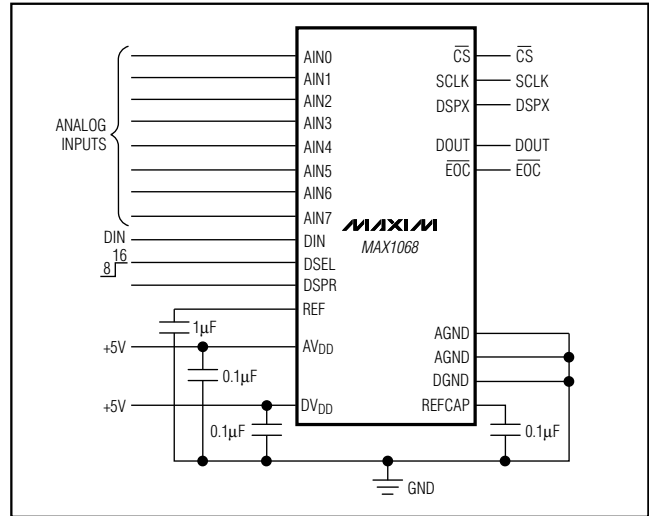 ANALOG INPUTS
AIN0
AIN1
AIN2
AIN3
AIN4
AIN5
AIN6
AIN7
DIN
DIN
16
8
DSEL
DSPR
REF
1µF
+5V
AVDD
0.1µF
+5V
DVDD
0.1µF
MAXIM
MAX1068
CS
CS
SCLK
SCLK
DSPX
DSPX
DOUT
DOUT
EOC
EOC
AGND
AGND
DGND
REFCAP
0.1µF
GND